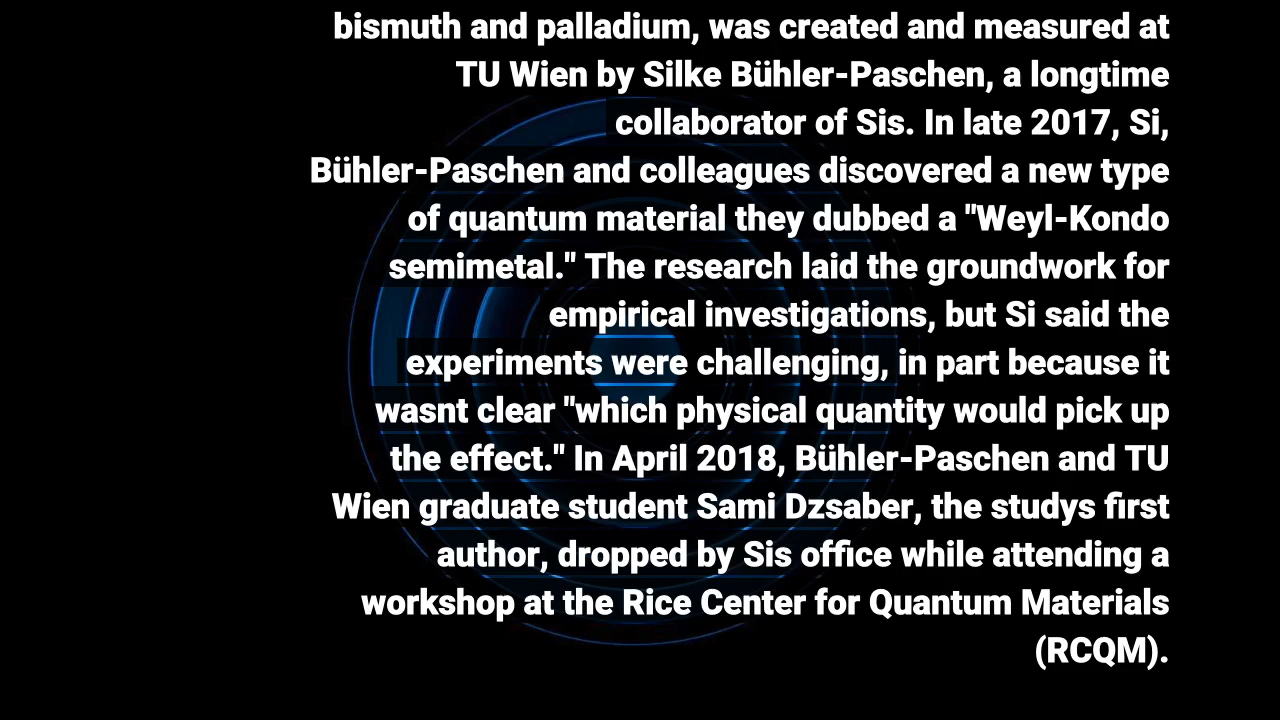 bismuth and palladium, was created and measured at
TU Wien by Silke Bühler-Paschen, a longtime
collaborator of Sis. In late 2017, Si,
Bühler-Paschen and colleagues discovered a new type
of quantum material they dubbed a "Weyl-Kondo
semimetal." The research laid the groundwork for
empirical investigations, but Si said the
experiments were challenging, in part because it
wasnt clear "which physical quantity would pick up
the effect." In April 2018, Bühler-Paschen and TU
Wien graduate student Sami Dzsaber, the studys first
author, dropped by Sis office while attending a
workshop at the Rice Center for Quantum Materials
(RCQM).